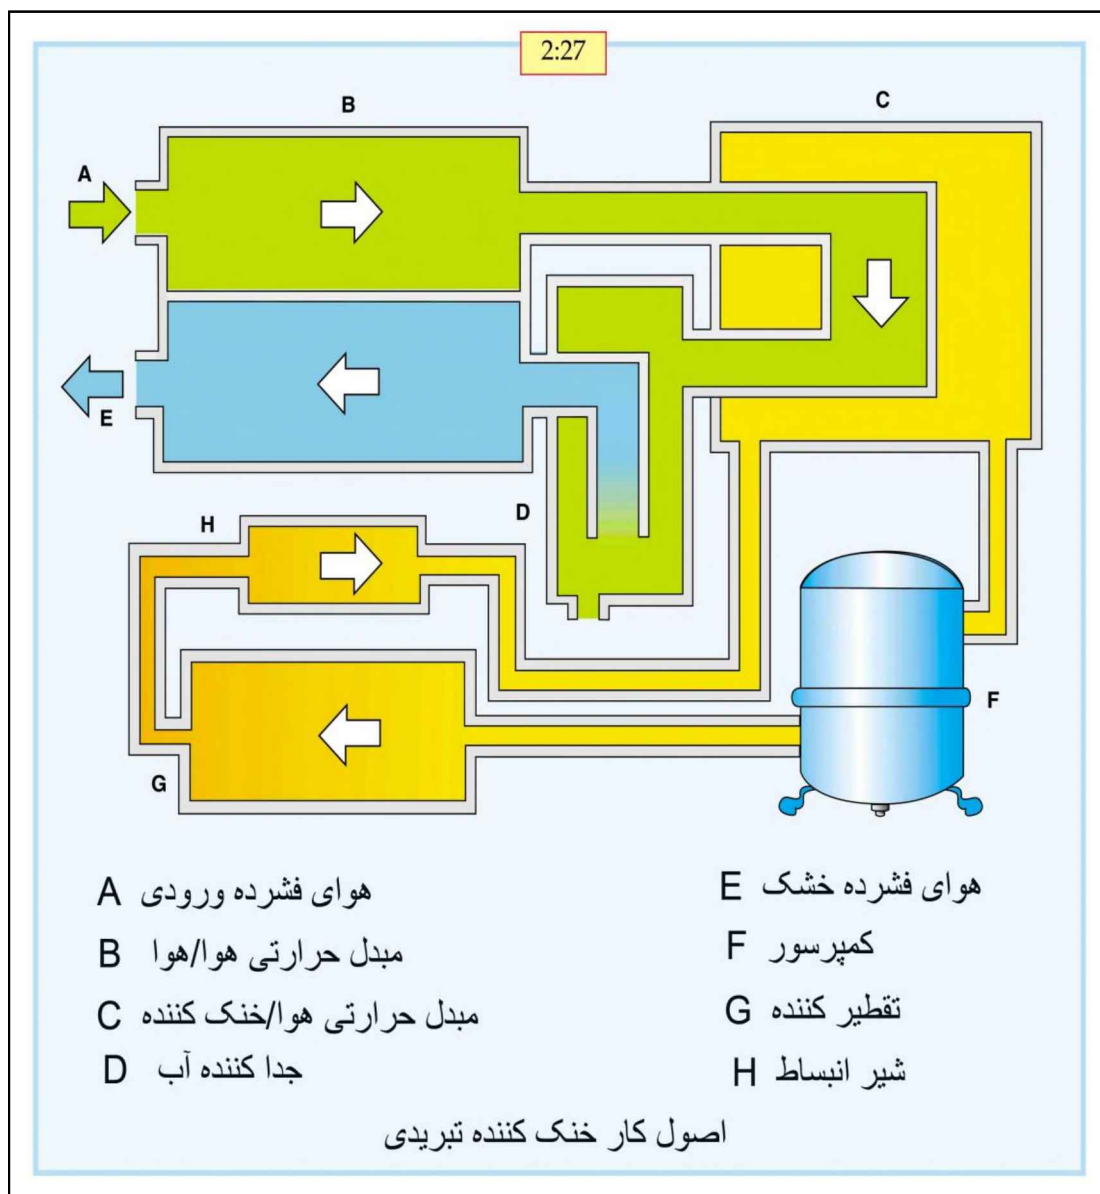 2:27
B
C
A
E
D
H
F
G
A هوای فشرده ورودی
B مبدل حرارتی هوا/هوا
C مبدل حرارتی هوا/خنک کننده
D جدا کننده آب
E هوای فشرده خشک
F کمپرسور
G تقطیر کننده
H شیر انبساط
اصول کار خنک کننده تبریدی